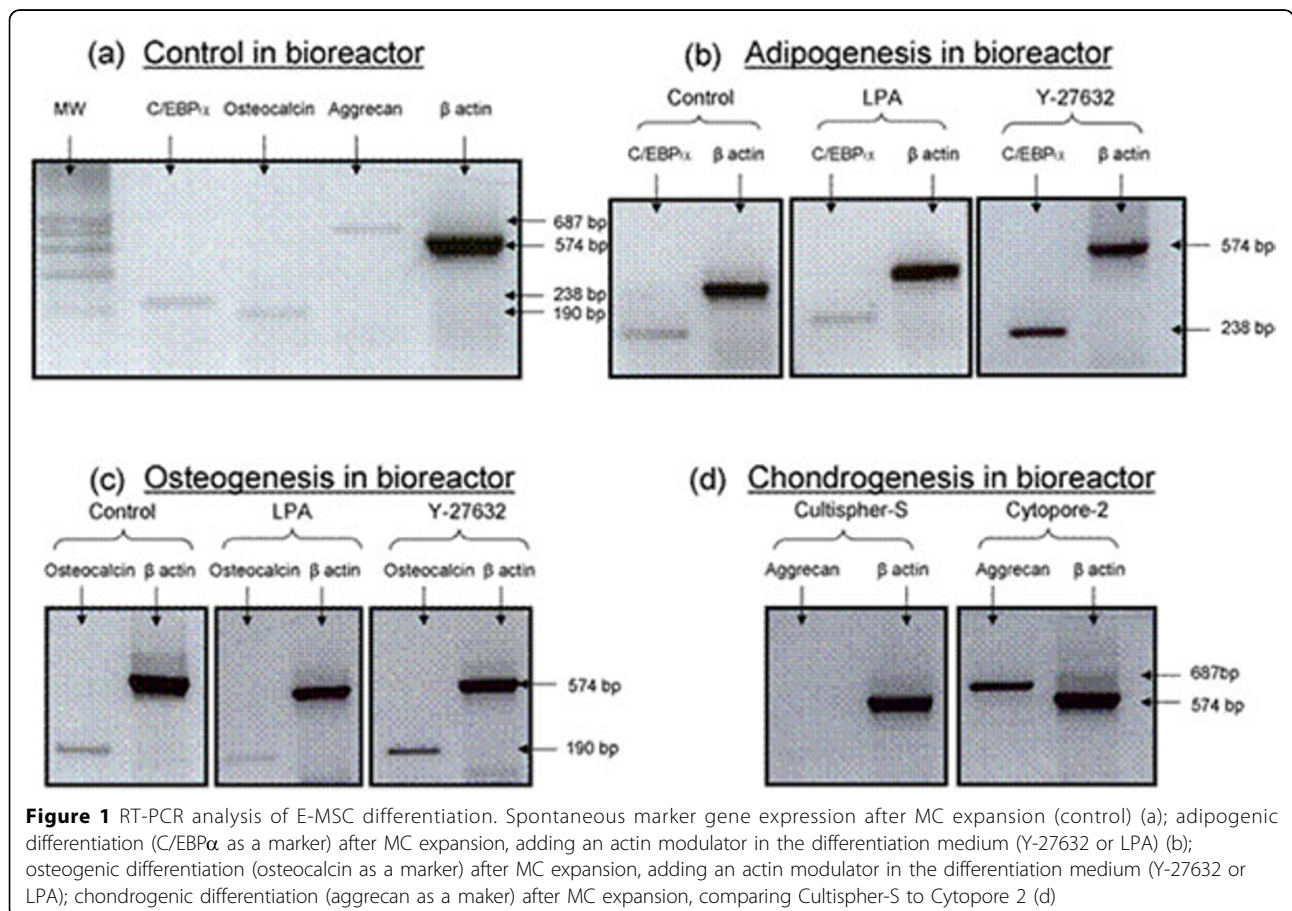 (a) Control in bioreactor
MW C/EBPα Osteocalcin Aggrecan β actin
687 bp
574 bp
238 bp
190 bp
(b) Adipogenesis in bioreactor
Control LPA Y-27632
C/EBPα β actin C/EBPα β actin C/EBPα β actin
574 bp
238 bp
(c) Osteogenesis in bioreactor
Control LPA Y-27632
Osteocalcin β actin Osteocalcin β actin Osteocalcin β actin
574 bp
190 bp
(d) Chondrogenesis in bioreactor
Cultispher-S Cytopore-2
Aggrecan β actin Aggrecan β actin
687bp
574 bp
Figure 1 RT-PCR analysis of E-MSC differentiation. Spontaneous marker gene expression after MC expansion (control) (a); adipogenic
differentiation (C/EBPα as a marker) after MC expansion, adding an actin modulator in the differentiation medium (Y-27632 or LPA) (b);
osteogenic differentiation (osteocalcin as a marker) after MC expansion, adding an actin modulator in the differentiation medium (Y-27632 or
LPA); chondrogenic differentiation (aggrecan as a maker) after MC expansion, comparing Cultispher-S to Cytopore 2 (d)